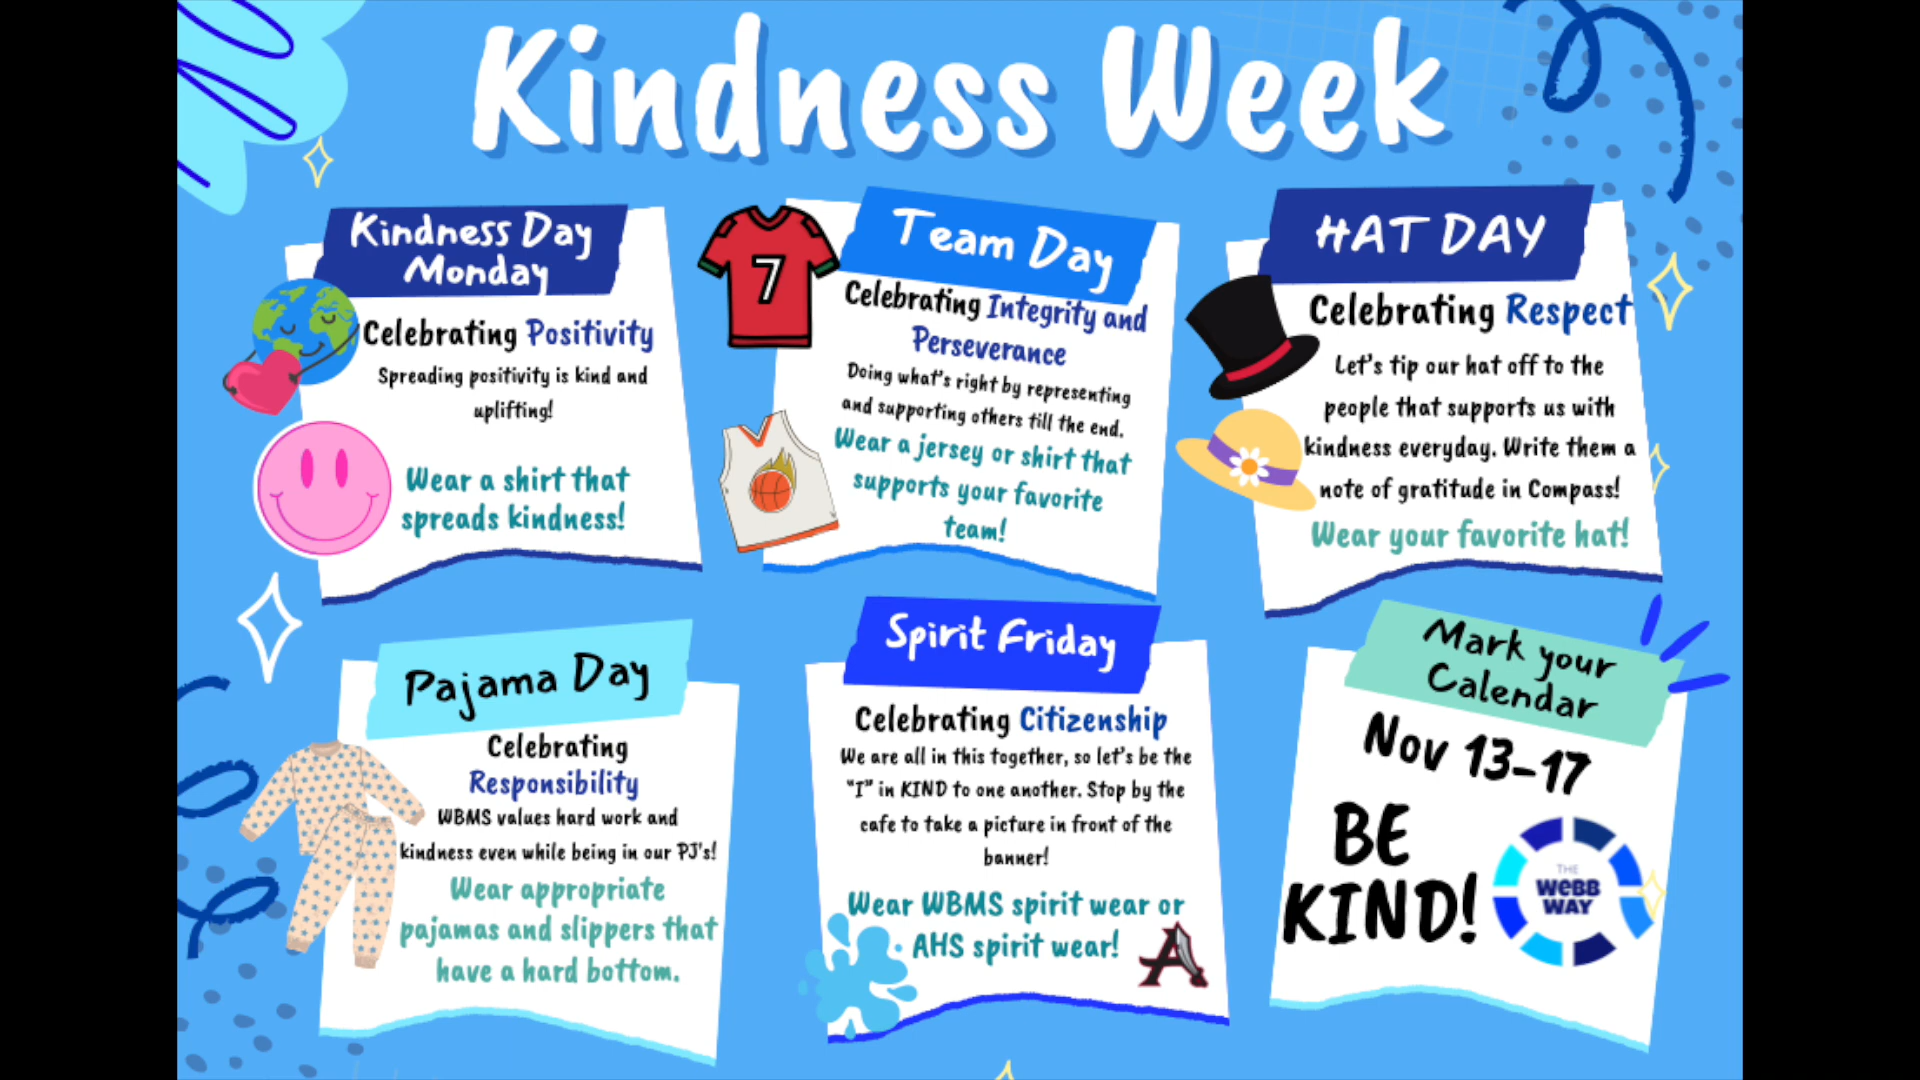 Kindness Week
Kindness Day
Monday
Celebrating Positivity
Spreading positivity is kind and
uplifting!
Wear a shirt that
spreads kindness!
7
Team Day
Celebrating Integrity and
Perseverance
Doing what's right by representing
and supporting others till the end.
Wear a jersey or shirt that
supports your favorite
team!
HAT DAY
Celebrating Respect
Let's tip our hat off to the
people that supports us with
kindness everyday. Write them a
note of gratitude in Compass!
Wear your favorite hat!
Pajama Day
Celebrating
Responsibility
WBMS values hard work and
kindness even while being in our PJ's!
Wear appropriate
pajamas and slippers that
have a hard bottom.
Spirit Friday
Celebrating Citizenship
We are all in this together, so let's be the
"I" in KIND to one another. Stop by the
cafe to take a picture in front of the
banner!
Wear WBMS spirit wear or
AHS spirit wear!
A
Mark your
Calendar
Nov 13-17
BE
KIND!
THE
WeBB
WAY